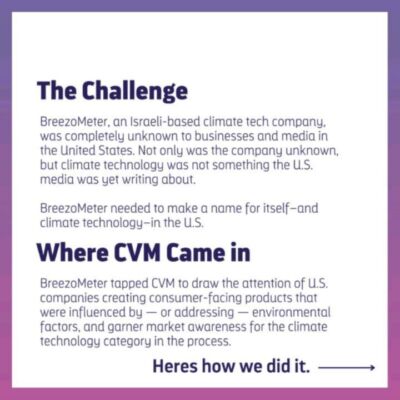 The Challenge
BreezoMeter, an Israeli-based climate tech company,
was completely unknown to businesses and media in
the United States. Not only was the company unknown,
but climate technology was not something the U.S.
media was yet writing about.
BreezoMeter needed to make a name for itself—and
climate technology—in the U.S.
Where CVM Came in
BreezoMeter tapped CVM to draw the attention of U.S.
companies creating consumer-facing products that
were influenced by — or addressing — environmental
factors, and garner market awareness for the climate
technology category in the process.
Heres how we did it.